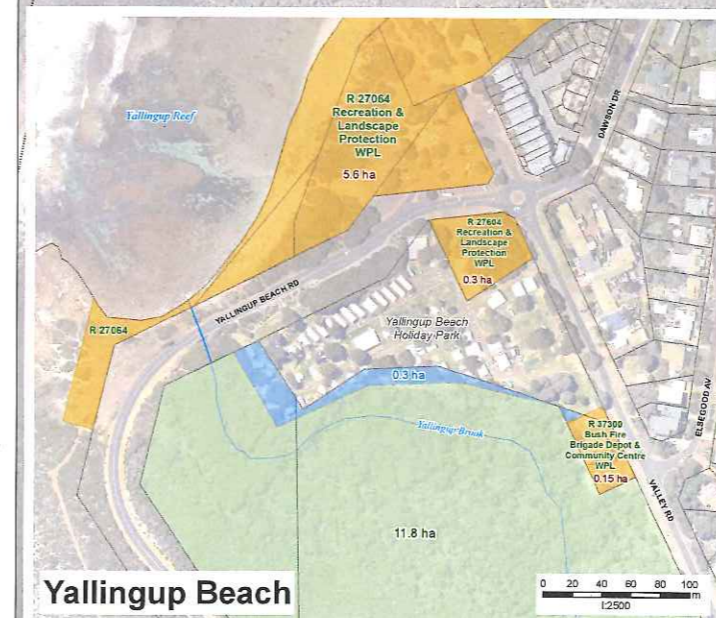 Yallingup Reef
R 27064
Recreation &
Landscape
Protection
WPL
5.6 ha
DAWSON DR
R 27604
Recreation &
Landscape
Protection
WPL
0.3 ha
YALLINGUP BEACH RD
R 27064
Yallingup Beach
Holiday Park
0.3 ha
Yallingup Brook
ELSEGOOD AV
R 37300
Bush Fire
Brigade Depot &
Community Centre
WPL
0.15 ha
VALLEY RD
11.8 ha
Yallingup Beach
0 20 40 60 80 100
m
1:2500